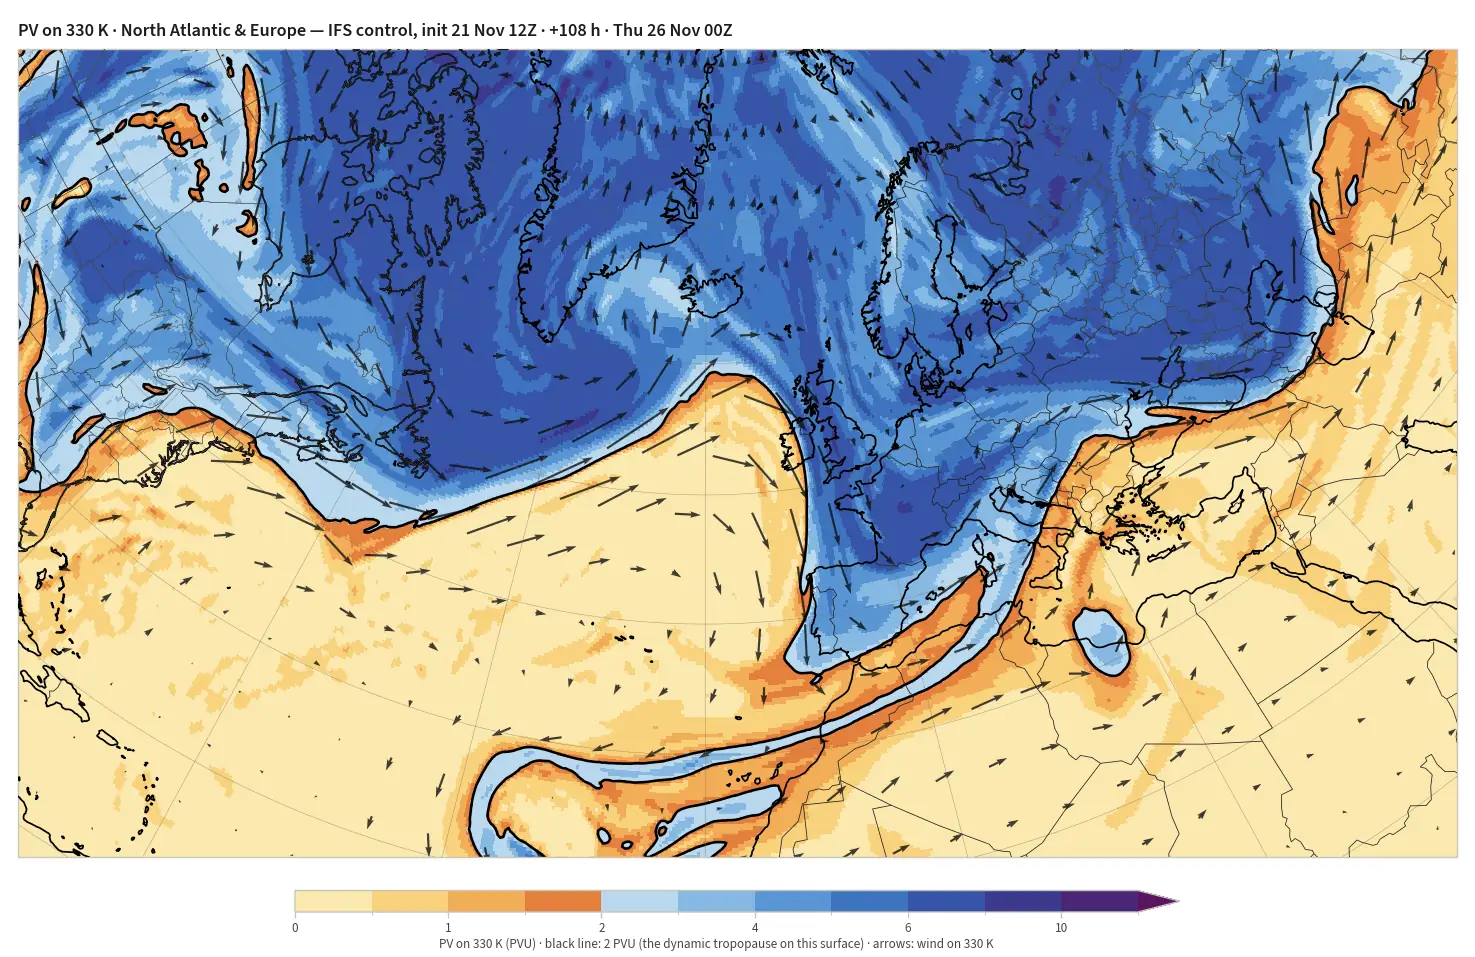 PV on 330 K · North Atlantic & Europe — IFS control, init 21 Nov 12Z · +108 h · Thu 26 Nov 00Z
0 1 2 4 6 10
PV on 330 K (PVU) · black line: 2 PVU (the dynamic tropopause on this surface) · arrows: wind on 330 K